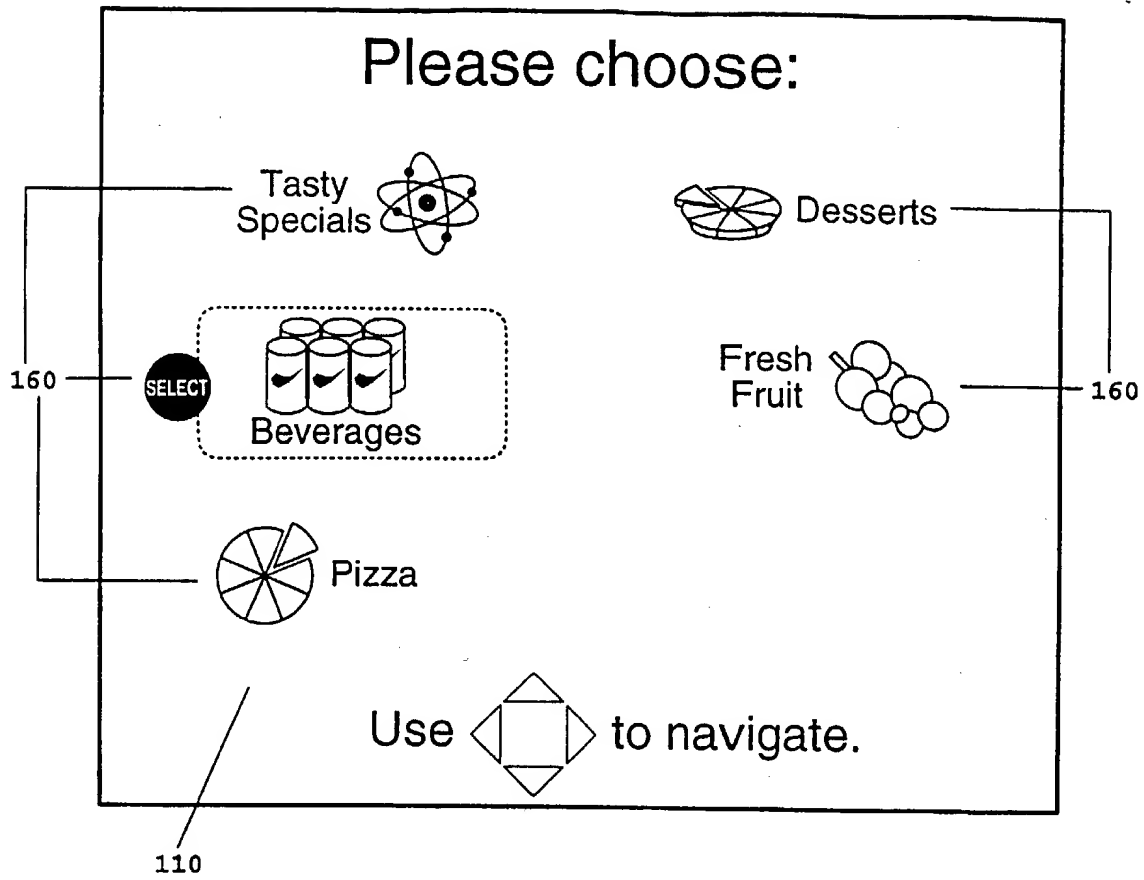 Please choose:
Tasty
Specials
Desserts
160
SELECT
Beverages
Fresh
Fruit
160
Pizza
Use to navigate.
110